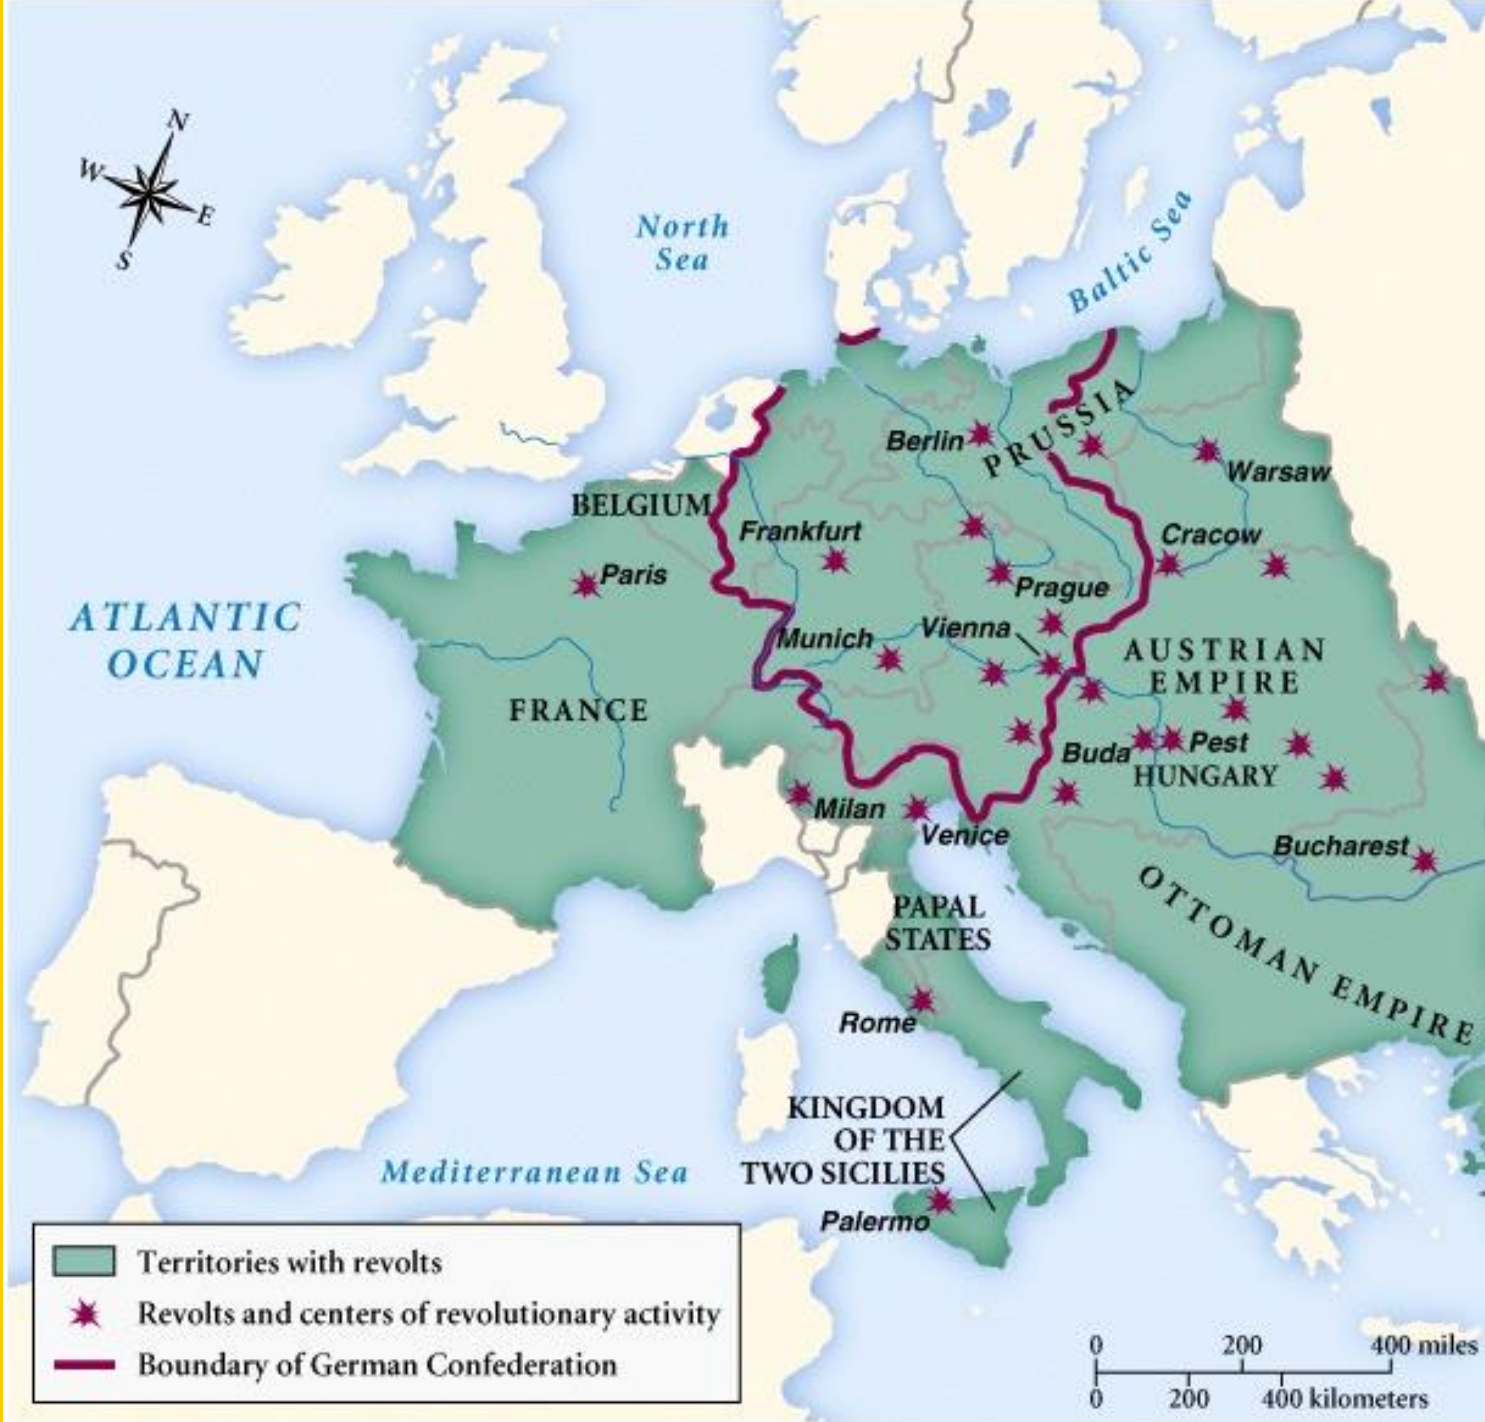 N
W
E
S
North
Sea
Baltic Sea
Berlin
PRUSSIA
Warsaw
BELGIUM
Frankfurt
Cracow
Paris
Prague
ATLANTIC
OCEAN
Munich
Vienna
AUSTRIAN
EMPIRE
FRANCE
Buda
Pest
HUNGARY
Milan
Venice
Bucharest
OTTOMAN EMPIRE
PAPAL
STATES
Rome
KINGDOM
OF THE
TWO SICILIES
Mediterranean Sea
Palermo
Territories with revolts
Revolts and centers of revolutionary activity
Boundary of German Confederation
0 200 400 miles
0 200 400 kilometers